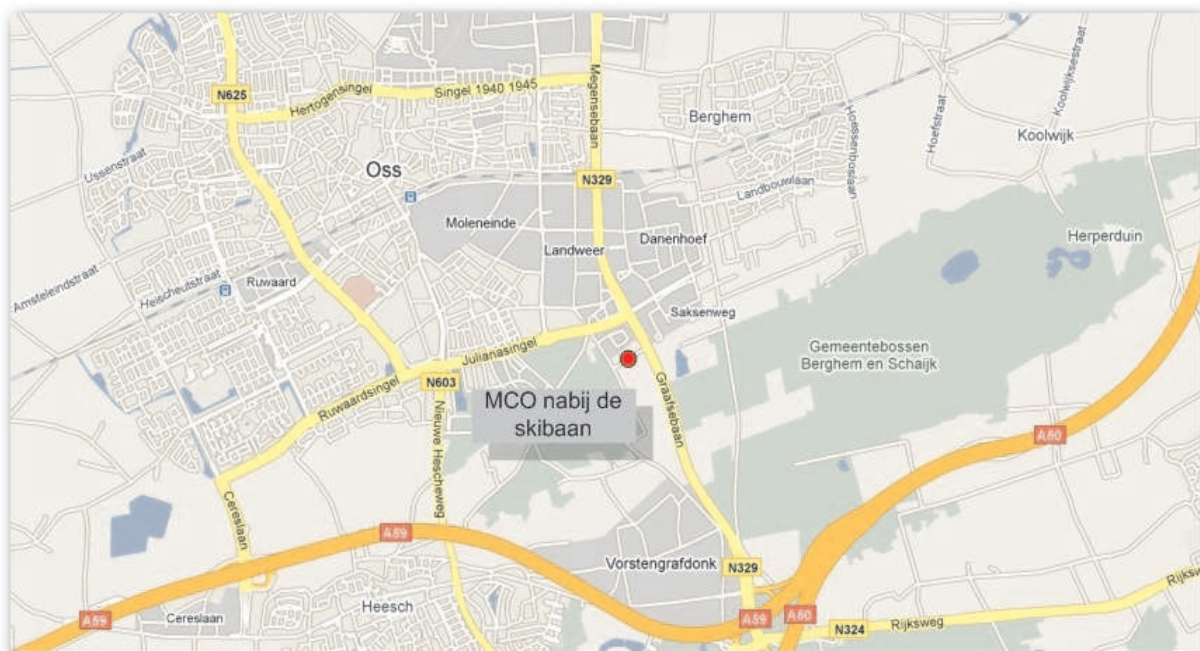 N625
Hertogensingel
Singel 1940 1945
Megensebaan
Berghem
Hoessenboslaan
Hoefstraat
Koolwijksestraat
Koolwijk
Ussenstraat
Oss
N329
Landbouwlaan
Moleneinde
Landweer
Danenhoef
Herperduin
Amsteleindstraat
Heischeutstraat
Ruwaard
Saksenweg
Julianasingel
Gemeentebossen
Berghem en Schaijk
Ruwaardsingel
N603
Graafsebaan
MCO nabij de
skibaan
Nieuwe Hescheweg
A50
Cereslaan
A59
Vorstengrafdonk
N329
Heesch
Cereslaan
A59
A59
A50
N324
Rijksweg